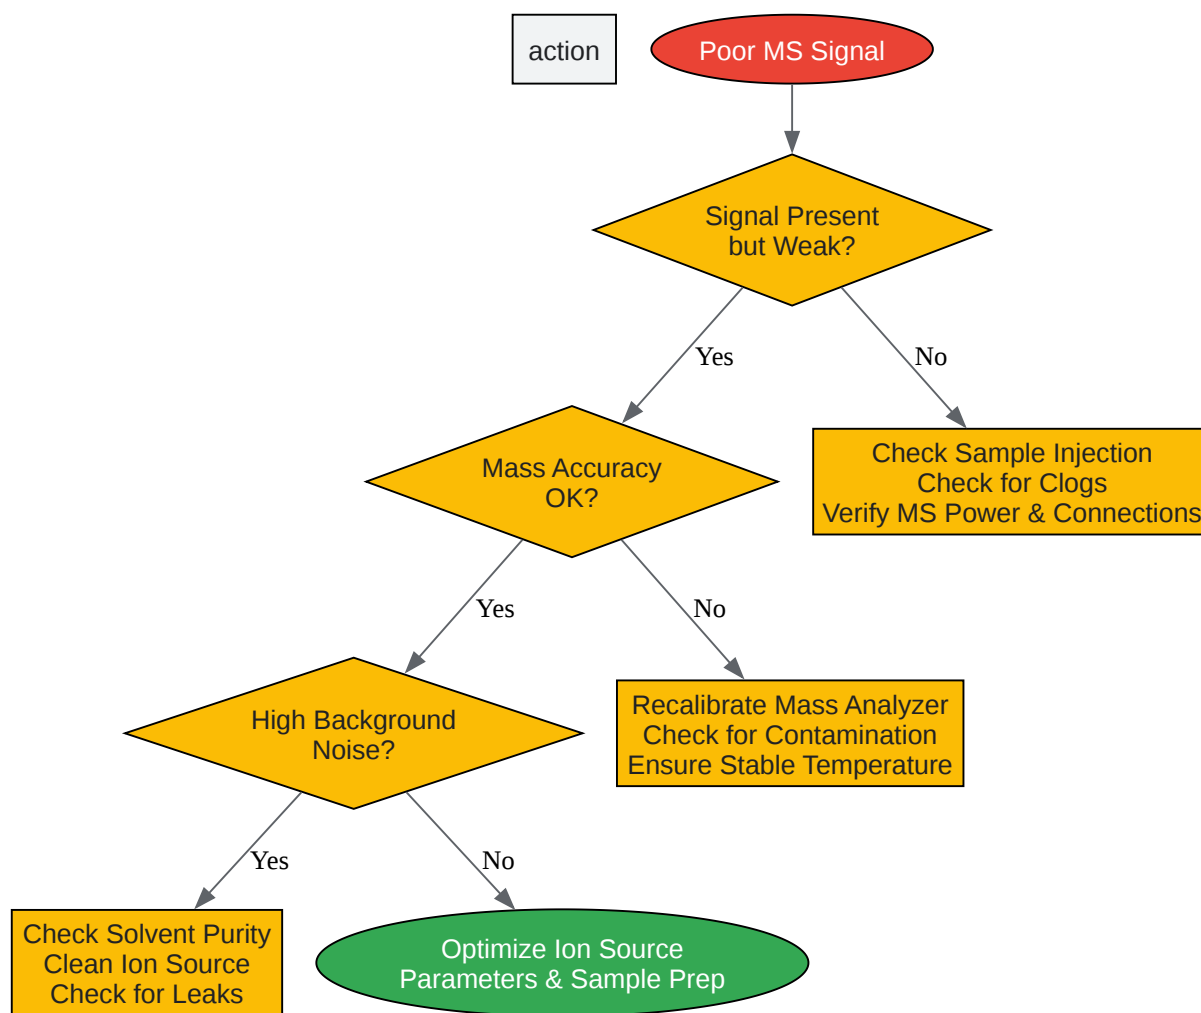 action
Poor MS Signal
Signal Present
but Weak?
Yes
No
Mass Accuracy
OK?
Check Sample Injection
Check for Clogs
Verify MS Power & Connections
Yes
No
High Background
Noise?
Recalibrate Mass Analyzer
Check for Contamination
Ensure Stable Temperature
Yes
No
Check Solvent Purity
Clean Ion Source
Check for Leaks
Optimize Ion Source
Parameters & Sample Prep